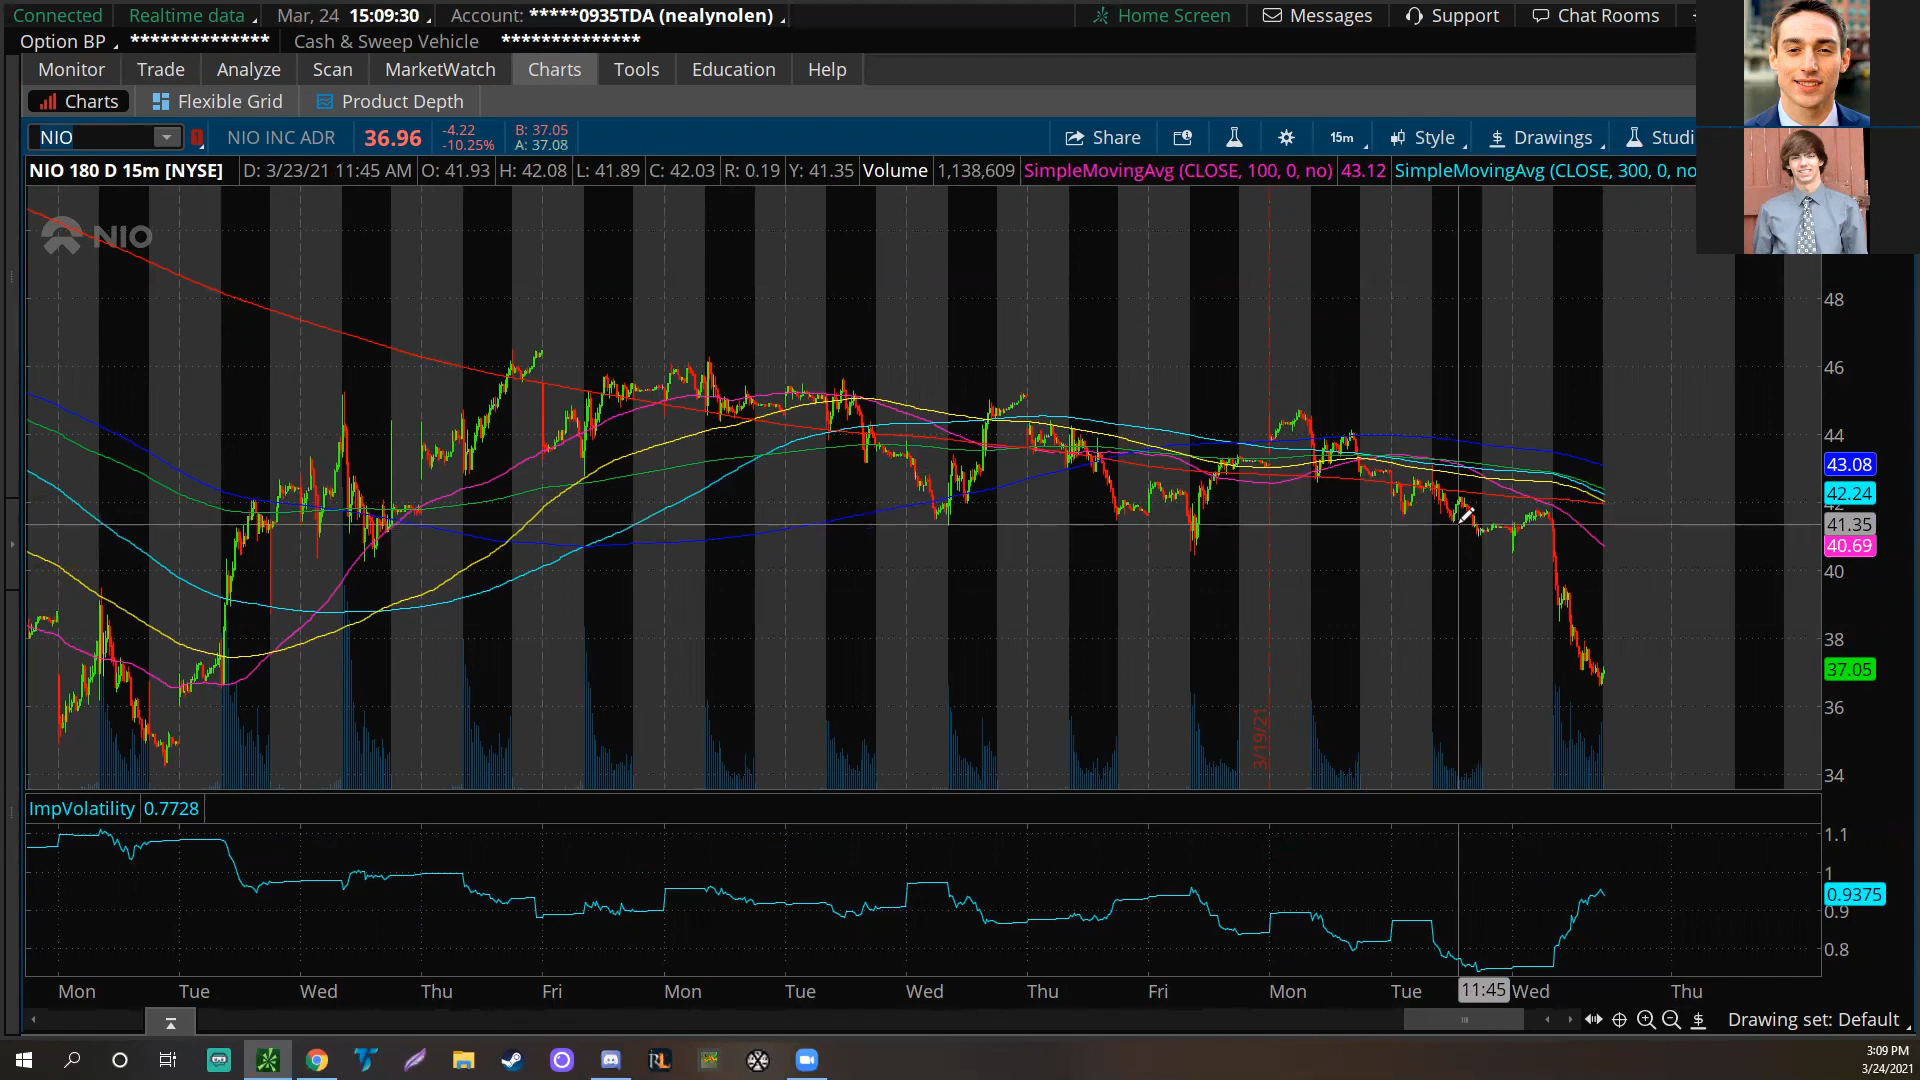 Connected Realtime data Mar, 24 15:09:30 Account: *****0935TDA (nealynolen) Home Screen Messages Support Chat Rooms
Option BP ************** Cash & Sweep Vehicle **************
Monitor Trade Analyze Scan MarketWatch Charts Tools Education Help
Charts Flexible Grid Product Depth
NIO 1 NIO INC ADR 36.96 -4.22 -10.25% B: 37.05 A: 37.08 Share 15m Style Drawings Studi
NIO 180 D 15m [NYSE] D: 3/23/21 11:45 AM O: 41.93 H: 42.08 L: 41.89 C: 42.03 R: 0.19 Y: 41.35 Volume 1,138,609 SimpleMovingAvg (CLOSE, 100, 0, no) 43.12 SimpleMovingAvg (CLOSE, 300, 0, no
NIO
48
46
44
43.08
42.24
42
41.35
40.69
40
38
37.05
36
34
3/19/21
ImpVolatility 0.7728
1.1
1
0.9375
0.9
0.8
Mon Tue Wed Thu Fri Mon Tue Wed Thu Fri Mon Tue 11:45 Wed Thu
Drawing set: Default
RL
3:09 PM
3/24/2021